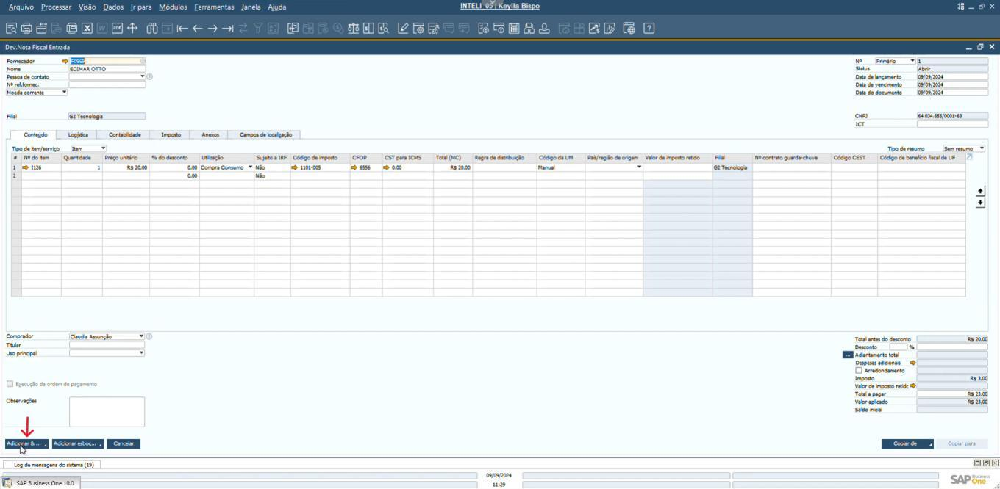 Arquivo Processar Visão Dados Ir para Módulos Ferramentas Janela Ajuda
INTELI_05 | Keylla Bispo
Dev.Nota Fiscal Entrada
Fornecedor F0969
Nome EDIMAR OTTO
Pessoa de contato
Nº ref.fornec.
Moeda corrente
Filial G2 Tecnologia
Nº Primário 1
Status Abrir
Data de lançamento 09/09/2024
Data de vencimento 09/09/2024
Data do documento 09/09/2024
CNPJ 64.034.655/0001-63
ICT
Conteúdo Logística Contabilidade Imposto Anexos Campos de localização
Tipo de item/serviço Item Tipo de resumo Sem resumo
# Nº do item Quantidade Preço unitário % do desconto Utilização Sujeito a IRF Código de imposto CFOP CST para ICMS Total (MC) Regra de distribuição Código da UM País/região de origem Valor de imposto retido Filial Nº contrato guarda-chuva Código CEST Código de benefício fiscal de UF
1 I126 1 R$ 20,00 0,00 Compra Consumo Não 1101-005 6556 0.00 R$ 20,00 Manual G2 Tecnologia
2 0,00 Não
Comprador Claudia Assunção
Titular
Uso principal
Execução da ordem de pagamento
Observações
Total antes do desconto R$ 20,00
Desconto %
... Adiantamento total
Despesas adicionais
Arredondamento
Imposto R$ 3,00
Valor de imposto retido
Total a pagar R$ 23,00
Valor aplicado R$ 23,00
Saldo inicial
Adicionar & ... Adicionar esboç... Cancelar Copiar de Copiar para
Log de mensagens do sistema (19)
09/09/2024
11:29
SAP Business One 10.0
SAP Business One